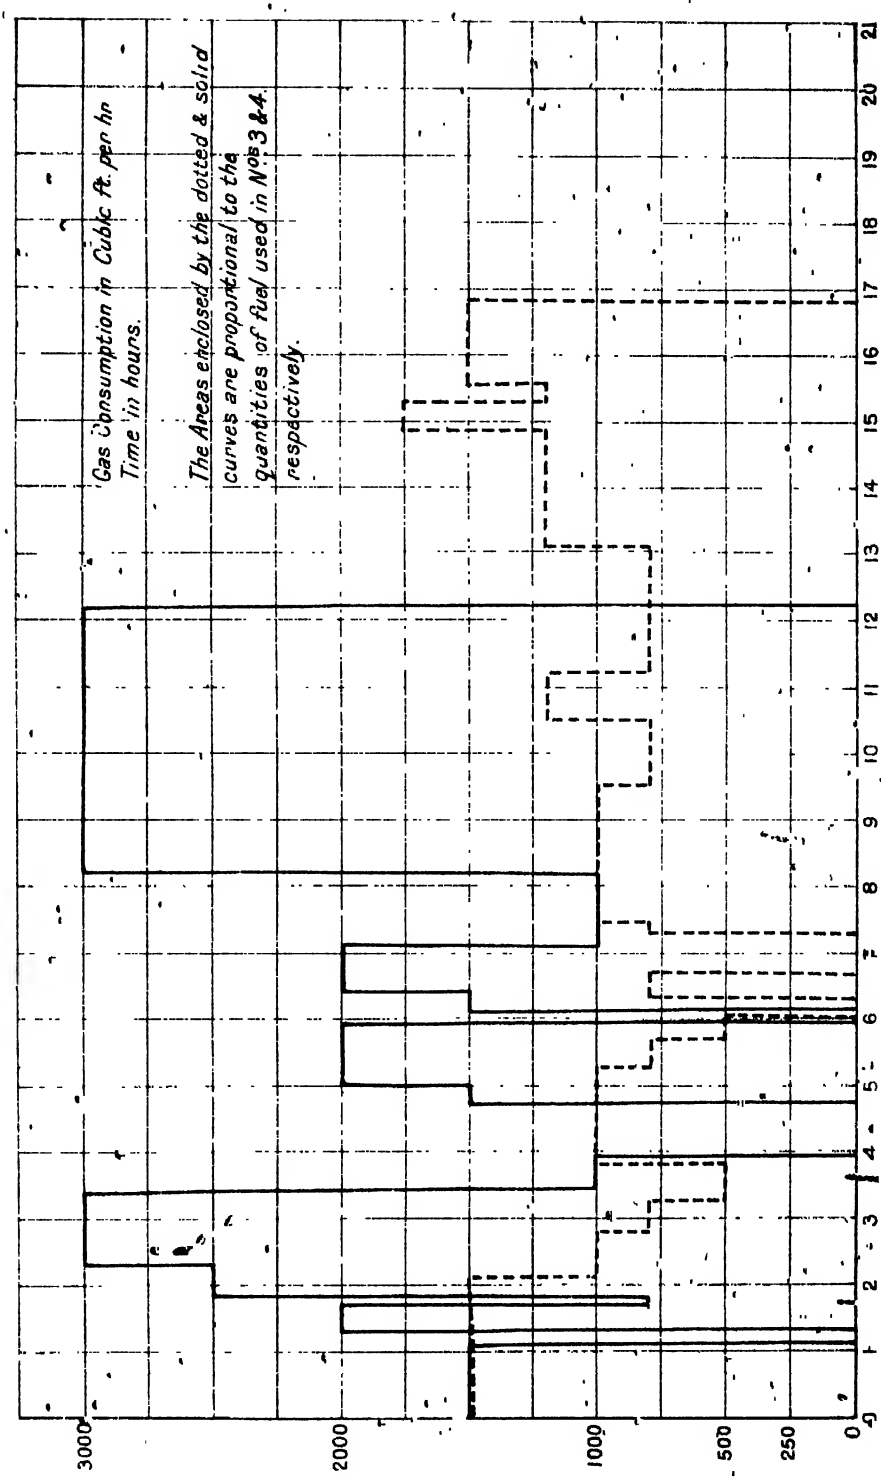 Gas Consumption in Cubic ft. per hr
Time in hours.
The Areas enclosed by the dotted & solid
curves are proportional to the
quantities of fuel used in Nos 3 & 4.
respectively.
3000
2000
1000
500
250
0
0 1 2 3 4 5 6 7 8 9 10 11 12 13 14 15 16 17 18 19 20 21